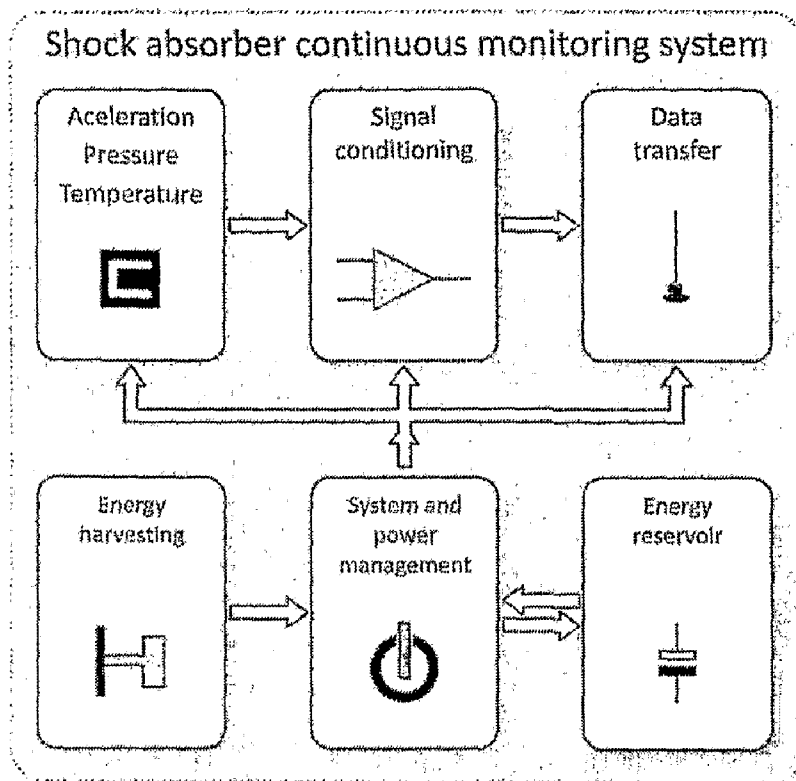 Shock absorber continuous monitoring system
Aceleration
Pressure
Temperature
Signal
conditioning
Data
transfer
Energy
harvesting
System and
power
management
Energy
reservoir